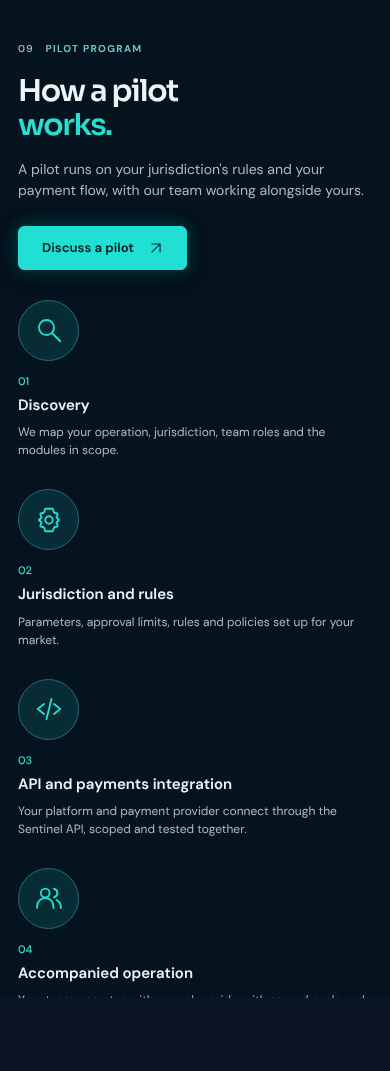 09 PILOT PROGRAM
How a pilot
works.
A pilot runs on your jurisdiction's rules and your
payment flow, with our team working alongside yours.
Discuss a pilot
01
Discovery
We map your operation, jurisdiction, team roles and the
modules in scope.
02
Jurisdiction and rules
Parameters, approval limits, rules and policies set up for your
market.
03
API and payments integration
Your platform and payment provider connect through the
Sentinel API, scoped and tested together.
04
Accompanied operation